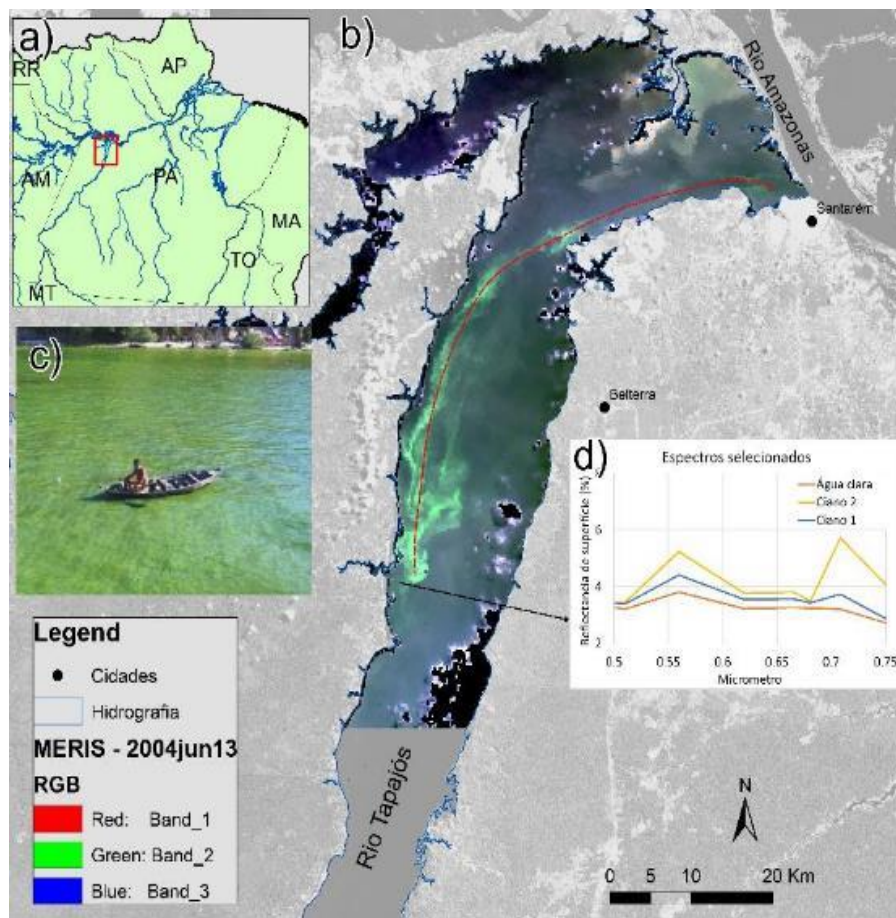 a)
RR
AP
AM
PA
MA
TO
MT
b)
Rio Amazonas
Santarém
Belterra
c)
d)
Espectros selecionados
Água clara
Ciano 2
Ciano 1
Reflectancia de superfície (%)
8
6
4
2
0.5
0.55
0.6
0.65
0.7
0.75
Micrometro
Legend
Cidades
Hidrografia
MERIS - 2004jun13
RGB
Red: Band_1
Green: Band_2
Blue: Band_3
Rio Tapajós
N
0 5 10 20 Km